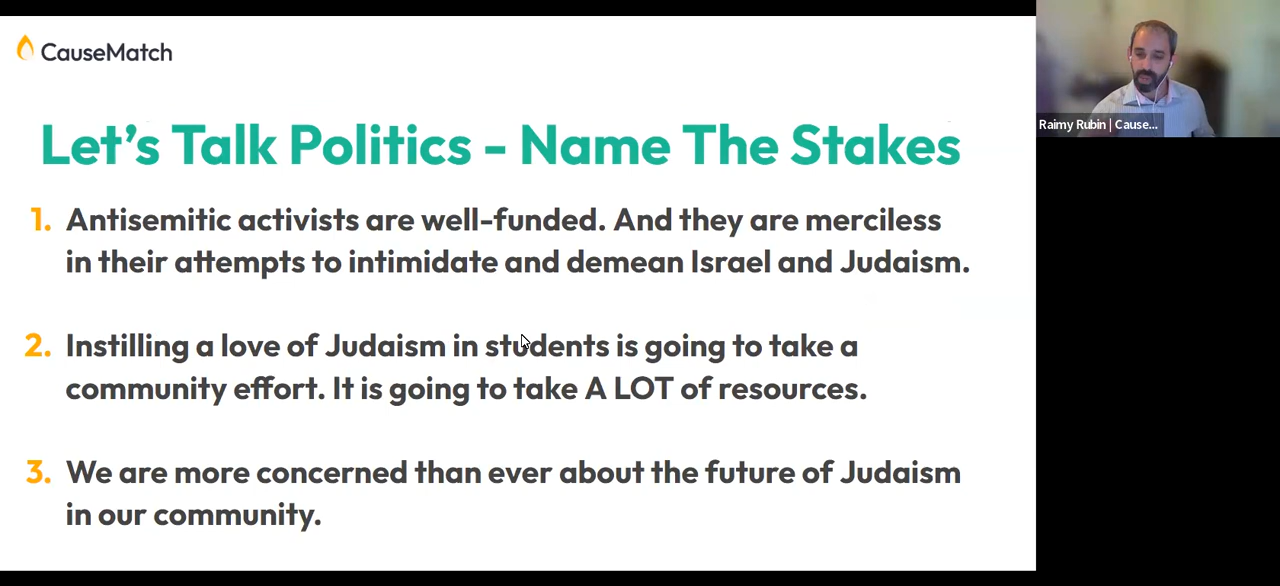 CauseMatch
Let's Talk Politics - Name The Stakes
1. Antisemitic activists are well-funded. And they are merciless
in their attempts to intimidate and demean Israel and Judaism.
2. Instilling a love of Judaism in students is going to take a
community effort. It is going to take A LOT of resources.
3. We are more concerned than ever about the future of Judaism
in our community.
Raimy Rubin | Cause...